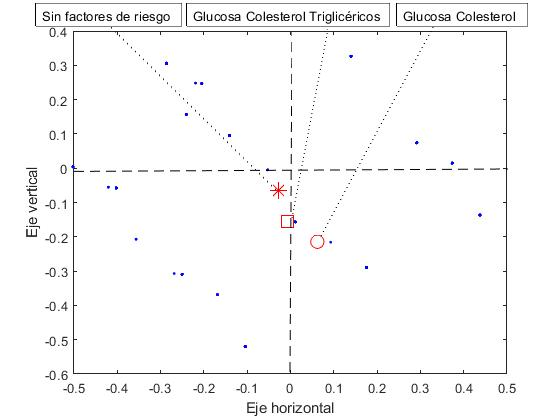 Sin factores de riesgo
Glucosa Colesterol Triglicéricos
Glucosa Colesterol
0.4
0.3
0.2
0.1
0
-0.1
-0.2
-0.3
-0.4
-0.5
-0.6
Eje vertical
-0.5 -0.4 -0.3 -0.2 -0.1 0 0.1 0.2 0.3 0.4 0.5
Eje horizontal